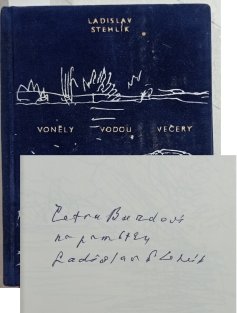 LADISLAV
STEHLÍK
VONĚLY VODOU VEČERY
Petru Burdovi
na památku
Ladislav Stehlík